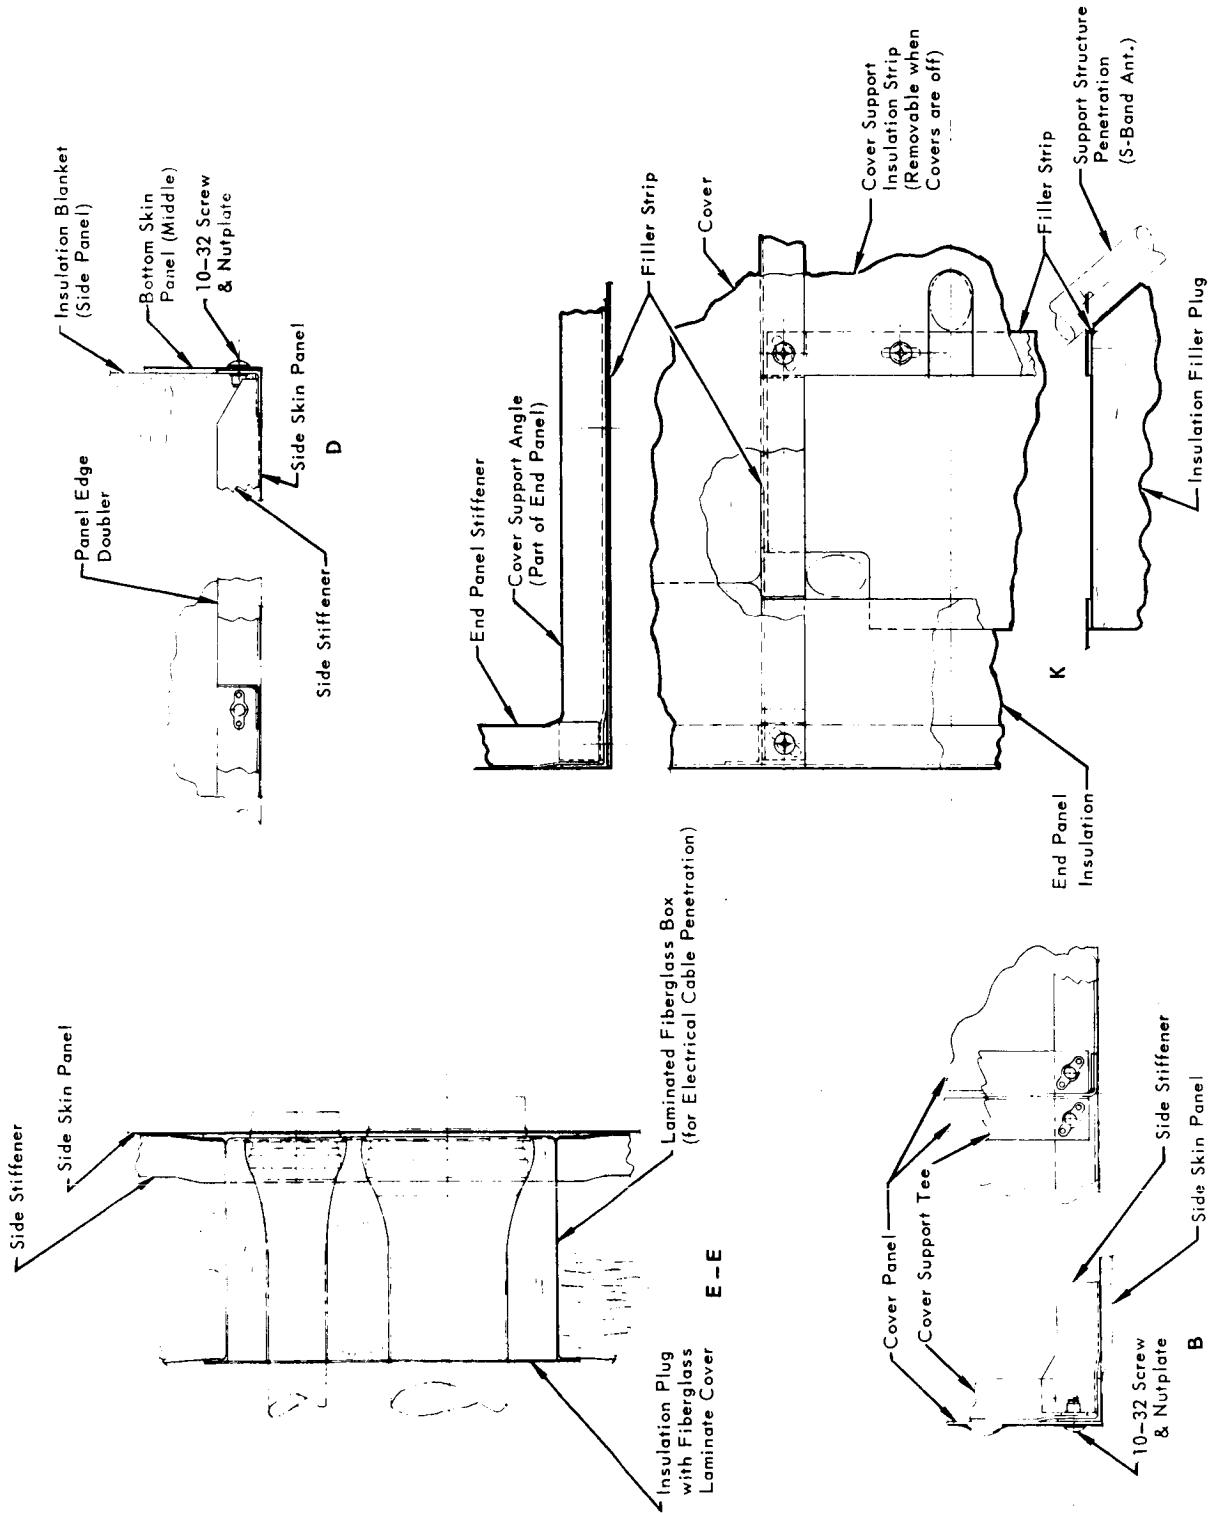 Side Stiffener
Side Skin Panel
Laminated Fiberglass Box
(for Electrical Cable Penetration)
E–E
Insulation Plug
with Fiberglass
Laminate Cover
Panel Edge
Doubler
Insulation Blanket
(Side Panel)
Bottom Skin
Panel (Middle)
10–32 Screw
& Nutplate
Side Skin Panel
Side Stiffener
D
Cover Panel
Cover Support Tee
Side Stiffener
Side Skin Panel
10–32 Screw
& Nutplate
B
End Panel Stiffener
Cover Support Angle
(Part of End Panel)
Filler Strip
Cover
Cover Support
Insulation Strip
(Removable when
Covers are off)
End Panel
Insulation
K
Filler Strip
Support Structure
Penetration
(S-Band Ant.)
Insulation Filler Plug